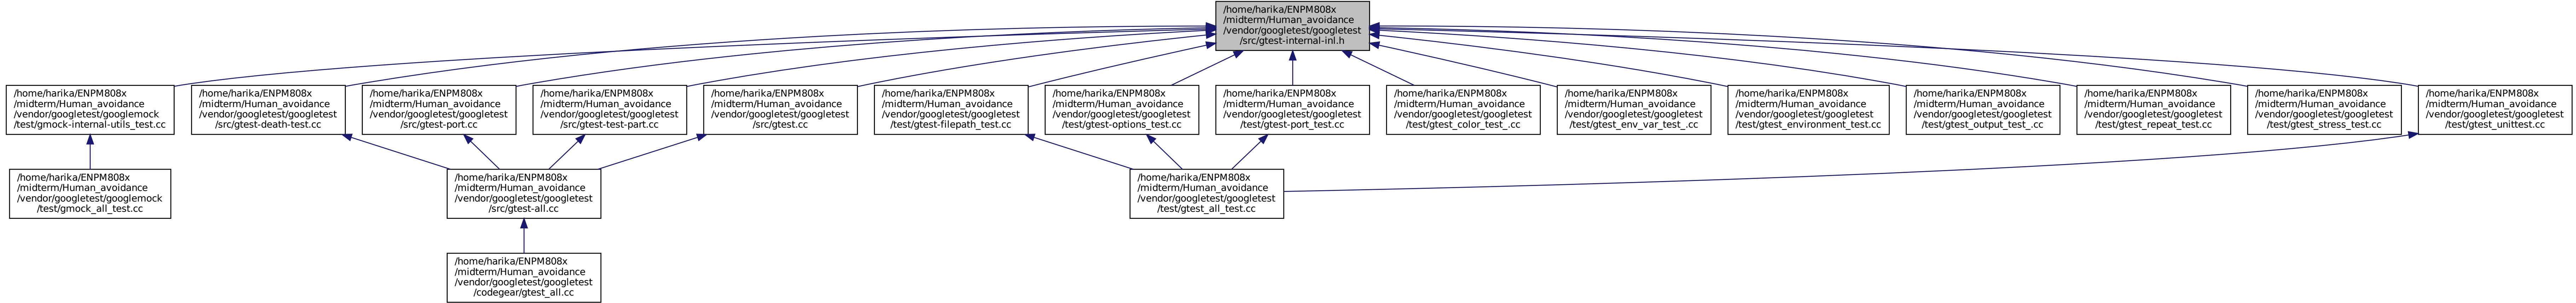 /home/harika/ENPM808x
/midterm/Human_avoidance
/vendor/googletest/googletest
/src/gtest-internal-inl.h
/home/harika/ENPM808x
/midterm/Human_avoidance
/vendor/googletest/googlemock
/test/gmock-internal-utils_test.cc
/home/harika/ENPM808x
/midterm/Human_avoidance
/vendor/googletest/googletest
/src/gtest-death-test.cc
/home/harika/ENPM808x
/midterm/Human_avoidance
/vendor/googletest/googletest
/src/gtest-port.cc
/home/harika/ENPM808x
/midterm/Human_avoidance
/vendor/googletest/googletest
/src/gtest-test-part.cc
/home/harika/ENPM808x
/midterm/Human_avoidance
/vendor/googletest/googletest
/src/gtest.cc
/home/harika/ENPM808x
/midterm/Human_avoidance
/vendor/googletest/googletest
/test/gtest-filepath_test.cc
/home/harika/ENPM808x
/midterm/Human_avoidance
/vendor/googletest/googletest
/test/gtest-options_test.cc
/home/harika/ENPM808x
/midterm/Human_avoidance
/vendor/googletest/googletest
/test/gtest-port_test.cc
/home/harika/ENPM808x
/midterm/Human_avoidance
/vendor/googletest/googletest
/test/gtest_color_test_.cc
/home/harika/ENPM808x
/midterm/Human_avoidance
/vendor/googletest/googletest
/test/gtest_env_var_test_.cc
/home/harika/ENPM808x
/midterm/Human_avoidance
/vendor/googletest/googletest
/test/gtest_environment_test.cc
/home/harika/ENPM808x
/midterm/Human_avoidance
/vendor/googletest/googletest
/test/gtest_output_test_.cc
/home/harika/ENPM808x
/midterm/Human_avoidance
/vendor/googletest/googletest
/test/gtest_repeat_test.cc
/home/harika/ENPM808x
/midterm/Human_avoidance
/vendor/googletest/googletest
/test/gtest_stress_test.cc
/home/harika/ENPM808x
/midterm/Human_avoidance
/vendor/googletest/googletest
/test/gtest_unittest.cc
/home/harika/ENPM808x
/midterm/Human_avoidance
/vendor/googletest/googlemock
/test/gmock_all_test.cc
/home/harika/ENPM808x
/midterm/Human_avoidance
/vendor/googletest/googletest
/src/gtest-all.cc
/home/harika/ENPM808x
/midterm/Human_avoidance
/vendor/googletest/googletest
/test/gtest_all_test.cc
/home/harika/ENPM808x
/midterm/Human_avoidance
/vendor/googletest/googletest
/codegear/gtest_all.cc